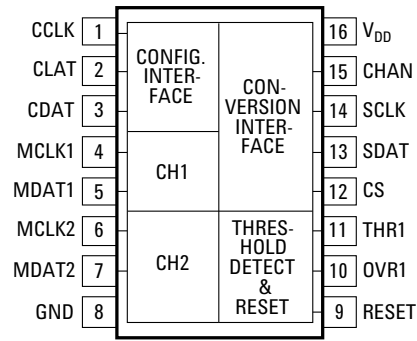 CCLK 1
CLAT 2
CDAT 3
MCLK1 4
MDAT1 5
MCLK2 6
MDAT2 7
GND 8
CONFIG.
INTER-
FACE
CH1
CH2
CON-
VERSION
INTER-
FACE
THRES-
HOLD
DETECT
&
RESET
16 VDD
15 CHAN
14 SCLK
13 SDAT
12 CS
11 THR1
10 OVR1
9 RESET